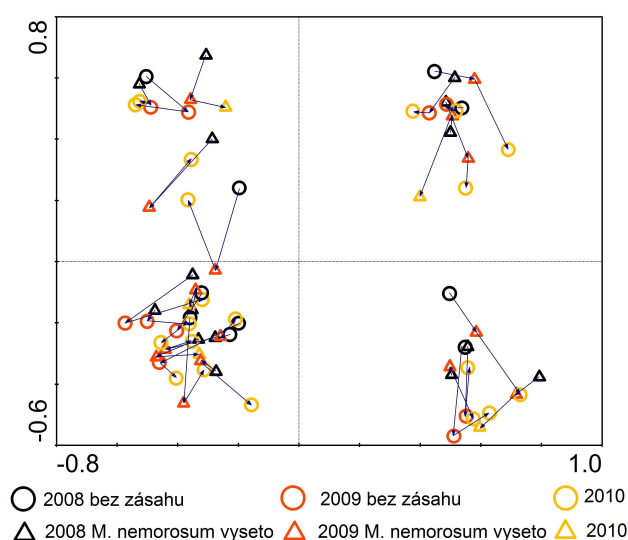 0.8
-0.6
-0.8 1.0
2008 bez zásahu 2009 bez zásahu 2010
2008 M. nemorosum vyseto 2009 M. nemorosum vyseto 2010